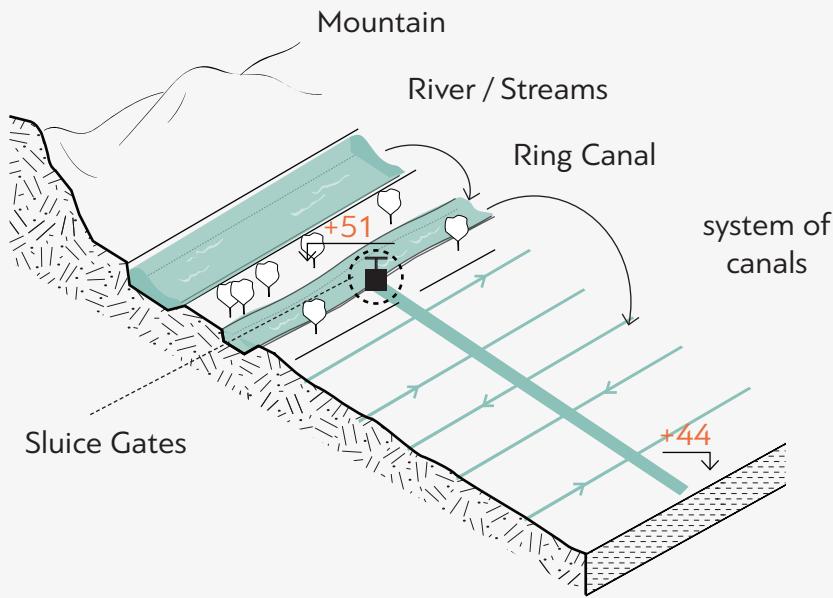 Mountain
River / Streams
Ring Canal
+51
system of
canals
+44
Sluice Gates